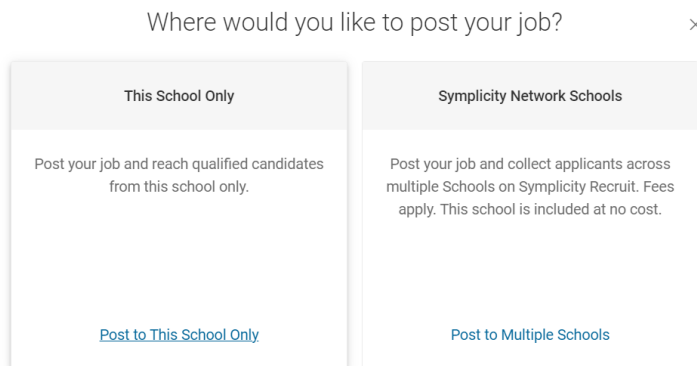 Where would you like to post your job?
This School Only
Post your job and reach qualified candidates
from this school only.
Post to This School Only
Symplicity Network Schools
Post your job and collect applicants across
multiple Schools on Symplicity Recruit. Fees
apply. This school is included at no cost.
Post to Multiple Schools